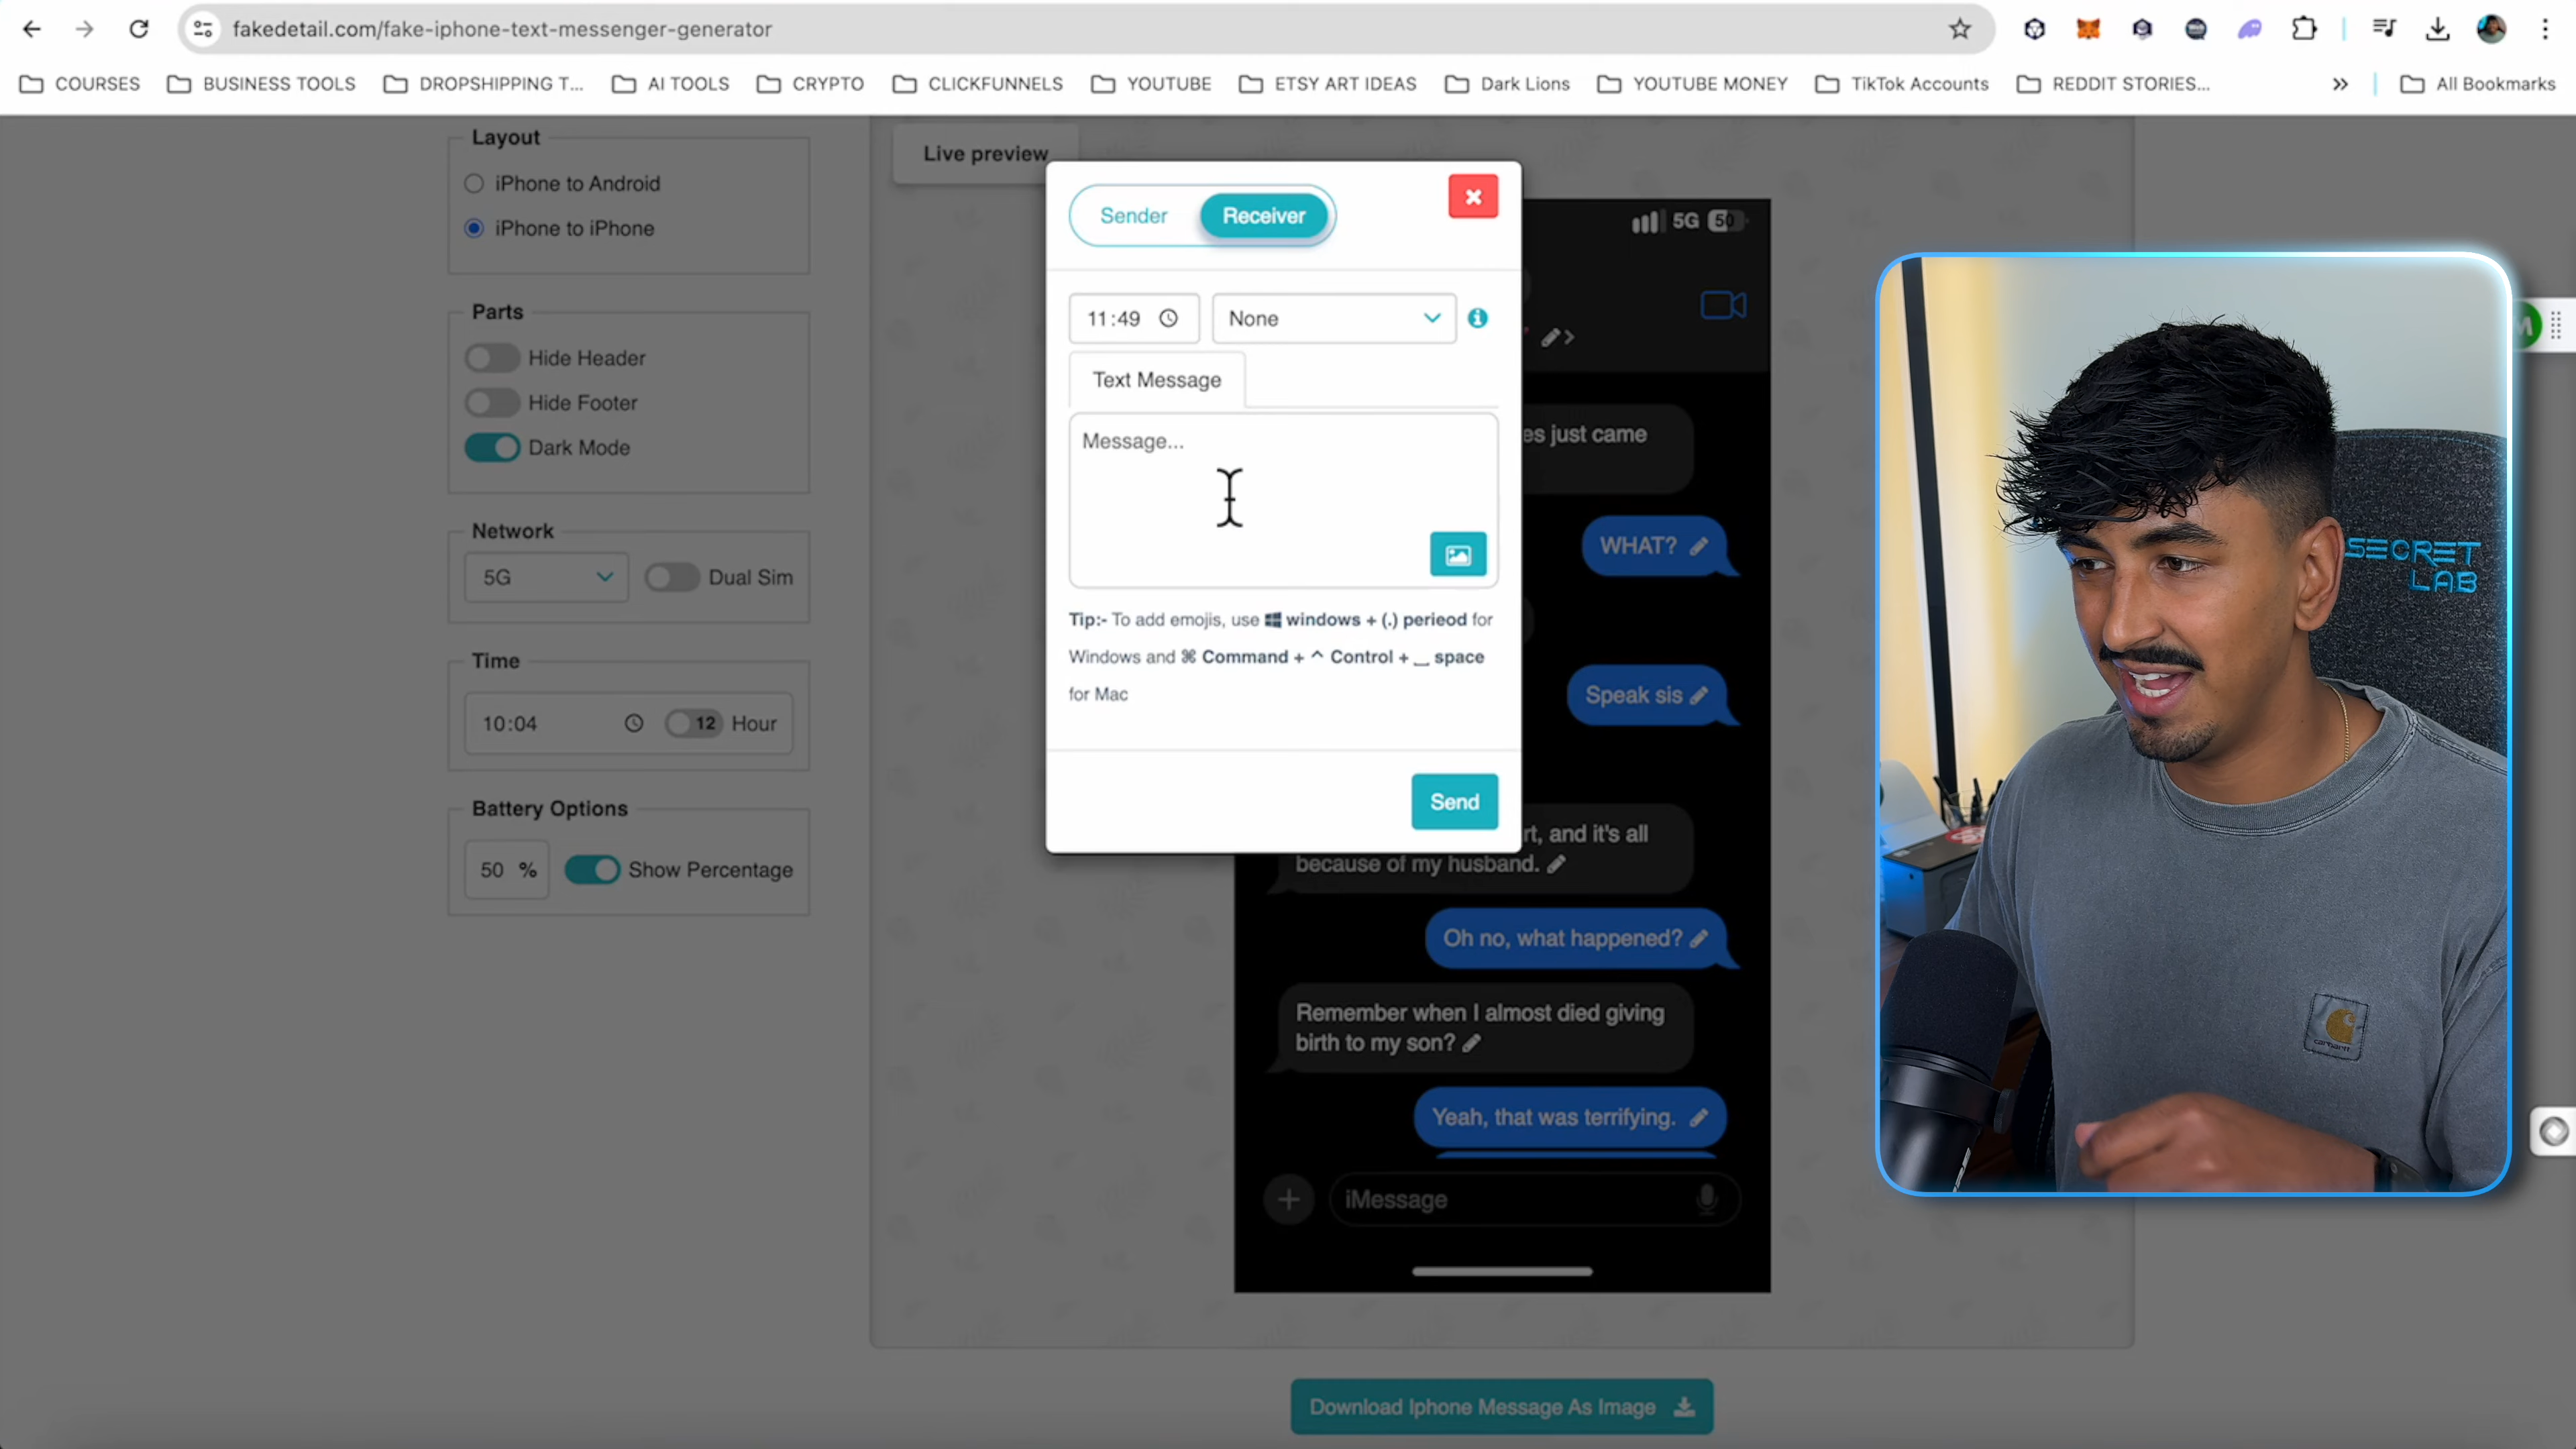 fakedetail.com/fake-iphone-text-messenger-generator
COURSES BUSINESS TOOLS DROPSHIPPING T... AI TOOLS CRYPTO CLICKFUNNELS YOUTUBE ETSY ART IDEAS Dark Lions YOUTUBE MONEY TikTok Accounts REDDIT STORIES... » All Bookmarks
Layout
iPhone to Android
iPhone to iPhone
Parts
Hide Header
Hide Footer
Dark Mode
Network
5G Dual Sim
Time
10:04 12 Hour
Battery Options
50 % Show Percentage
Live preview
Sender Receiver
11:49 None
Text Message
Message...
Tip:- To add emojis, use windows + (.) perieod for
Windows and ⌘ Command + ^ Control + ⎵ space
for Mac
Send
5G 50
es just came
WHAT?
Speak sis
rt, and it's all
because of my husband.
Oh no, what happened?
Remember when I almost died giving
birth to my son?
Yeah, that was terrifying.
iMessage
Download Iphone Message As Image
SECRET
LAB
carhartt
M